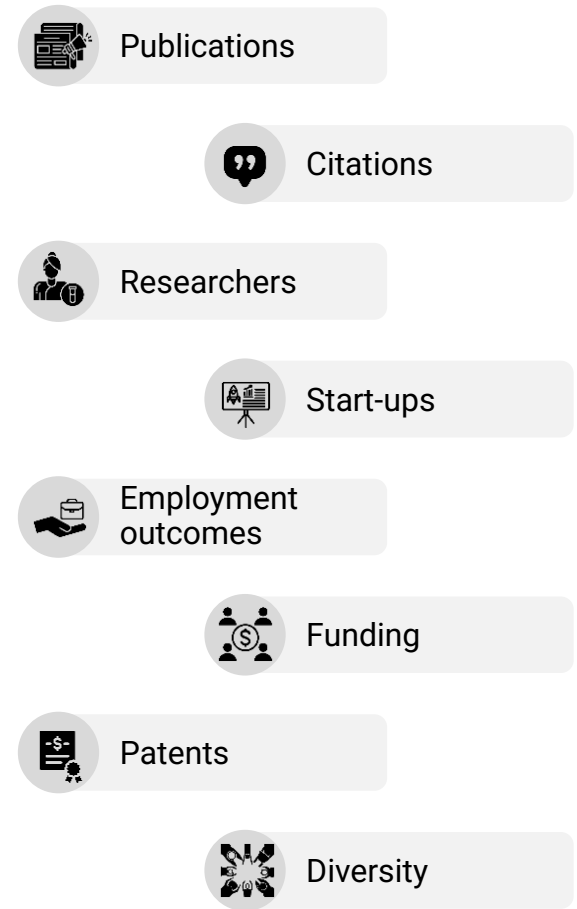 Publications
Citations
Researchers
Start-ups
Employment
outcomes
Funding
Patents
Diversity